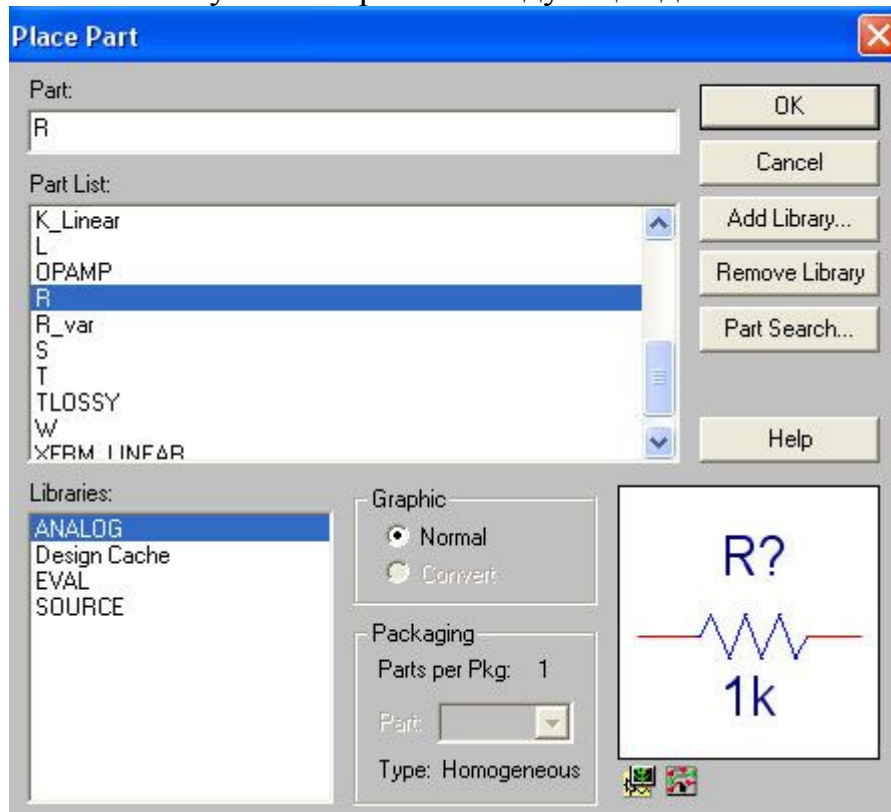 Place Part
Part:
R
OK
Cancel
Part List:
K_Linear
L
OPAMP
R
R_var
S
T
TLOSSY
W
XFRM_LINEAR
Add Library...
Remove Library
Part Search...
Help
Libraries:
ANALOG
Design Cache
EVAL
SOURCE
Graphic
Normal
Convert
Packaging
Parts per Pkg: 1
Part:
Type: Homogeneous
R?
1k